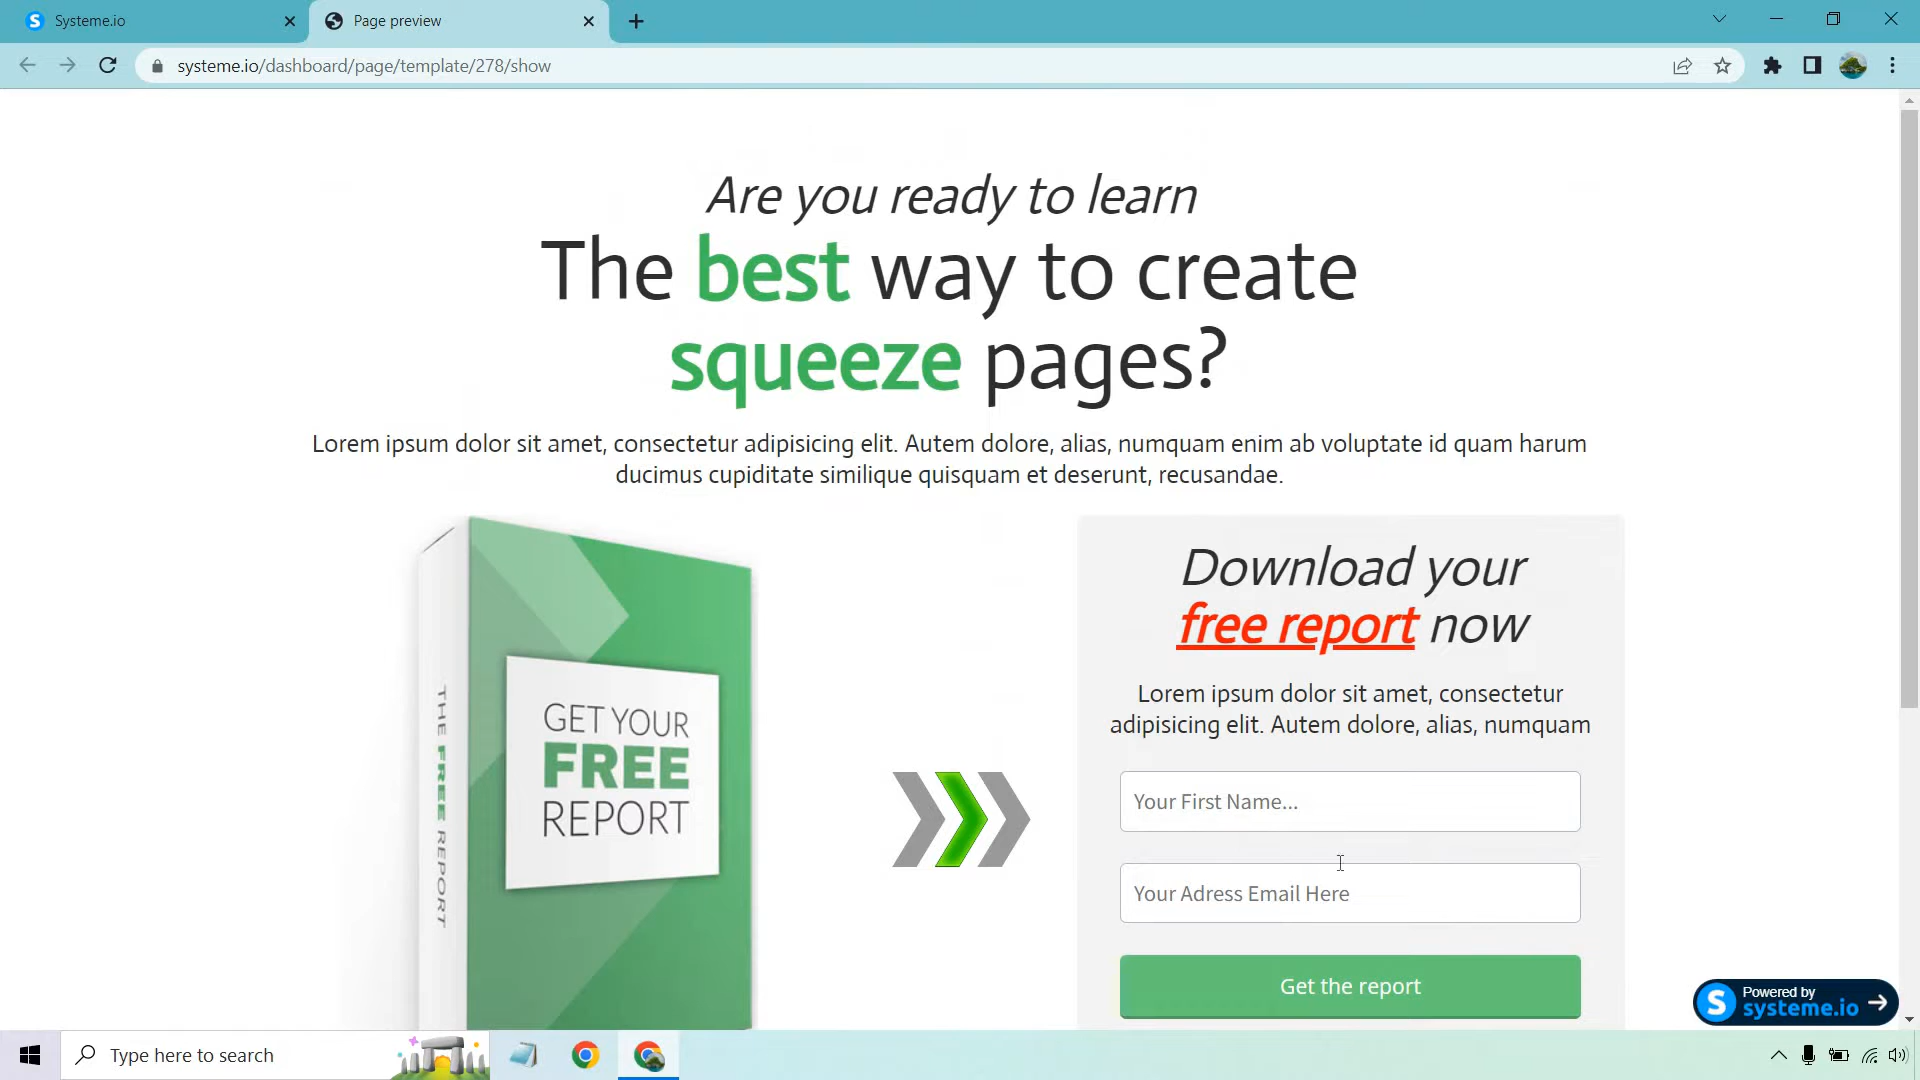 Systeme.io
Page preview
systeme.io/dashboard/page/template/278/show
Are you ready to learn
The best way to create
squeeze pages?
Lorem ipsum dolor sit amet, consectetur adipisicing elit. Autem dolore, alias, numquam enim ab voluptate id quam harum
ducimus cupiditate similique quisquam et deserunt, recusandae.
THE FREE REPORT
GET YOUR
FREE
REPORT
Download your
free report now
Lorem ipsum dolor sit amet, consectetur
adipisicing elit. Autem dolore, alias, numquam
Your First Name...
Your Adress Email Here
Get the report
Powered by
systeme.io
Type here to search